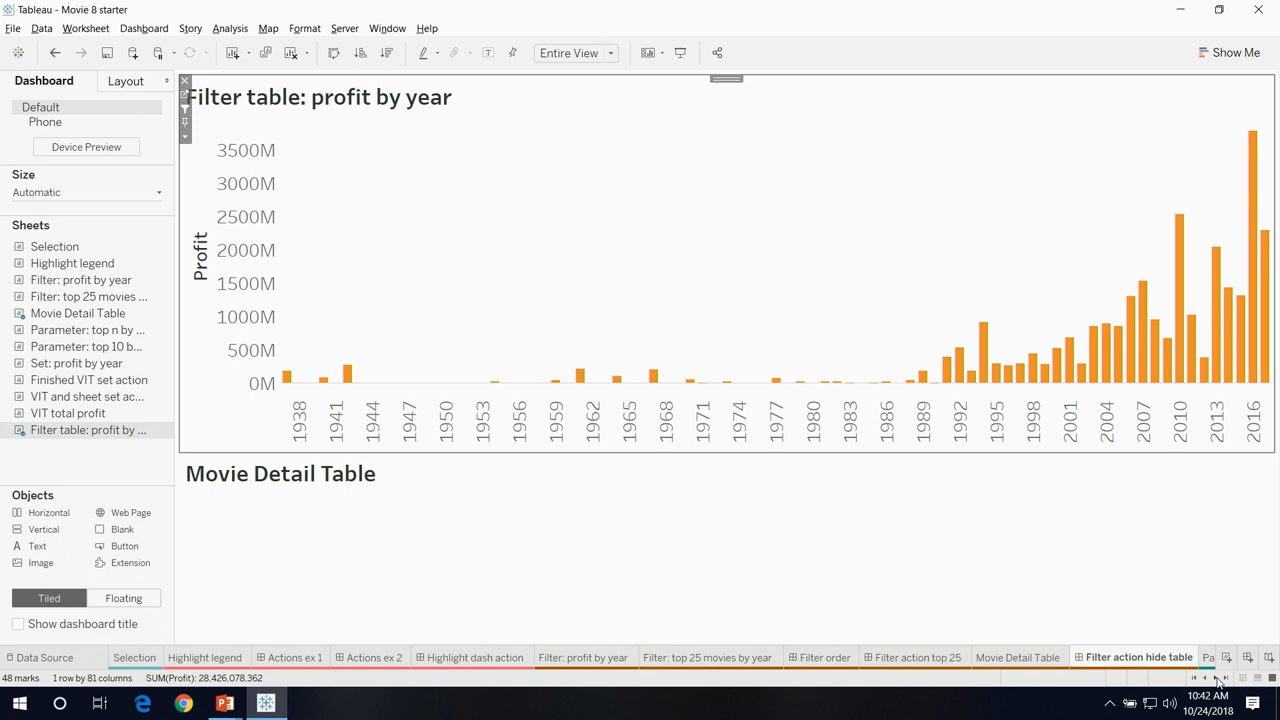 Tableau - Movie 8 starter
File Data Worksheet Dashboard Story Analysis Map Format Server Window Help
Entire View
Show Me
Dashboard Layout
Default
Phone
Device Preview
Size
Automatic
Sheets
Selection
Highlight legend
Filter: profit by year
Filter: top 25 movies ...
Movie Detail Table
Parameter: top n by ...
Parameter: top 10 b...
Set: profit by year
Finished VIT set action
VIT and sheet set ac...
VIT total profit
Filter table: profit by ...
Objects
Horizontal Web Page
Vertical Blank
Text Button
Image Extension
Tiled Floating
Show dashboard title
Filter table: profit by year
Profit
3500M
3000M
2500M
2000M
1500M
1000M
500M
0M
1938 1941 1944 1947 1950 1953 1956 1959 1962 1965 1968 1971 1974 1977 1980 1983 1986 1989 1992 1995 1998 2001 2004 2007 2010 2013 2016
Movie Detail Table
Data Source Selection Highlight legend Actions ex 1 Actions ex 2 Highlight dash action Filter: profit by year Filter: top 25 movies by year Filter order Filter action top 25 Movie Detail Table Filter action hide table Pa
48 marks 1 row by 81 columns SUM(Profit): 28.426.078.362
10:42 AM
10/24/2018